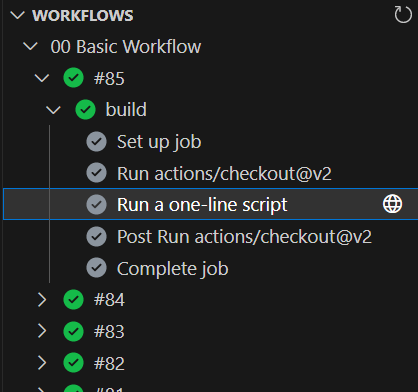 WORKFLOWS
00 Basic Workflow
#85
build
Set up job
Run actions/checkout@v2
Run a one-line script
Post Run actions/checkout@v2
Complete job
#84
#83
#82